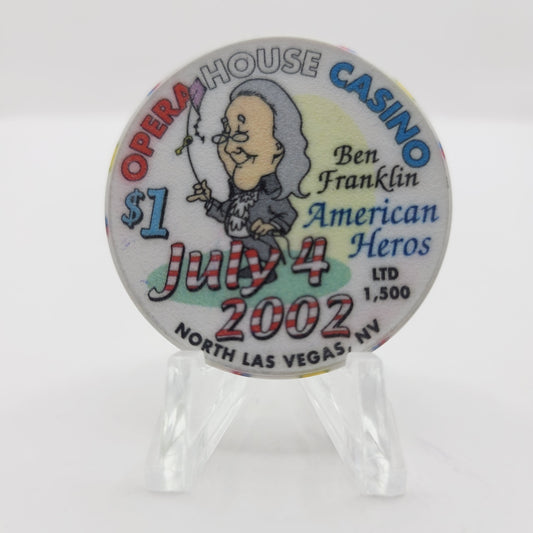 OPERA HOUSE CASINO
$1
Ben
Franklin
American
Heros
July 4
2002
LTD
1,500
NORTH LAS VEGAS, NV